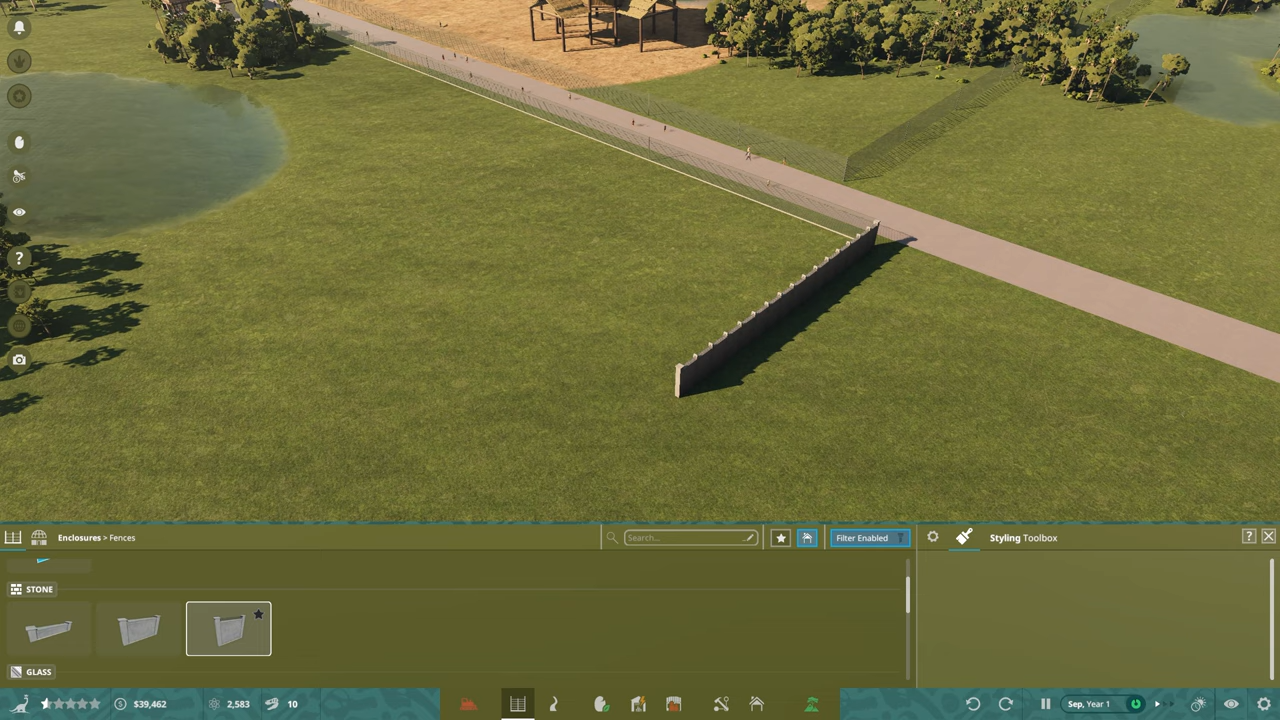 ?
Enclosures > Fences
Search...
Filter Enabled
Styling Toolbox
?
STONE
GLASS
$39,462
2,583
10
Sep, Year 1